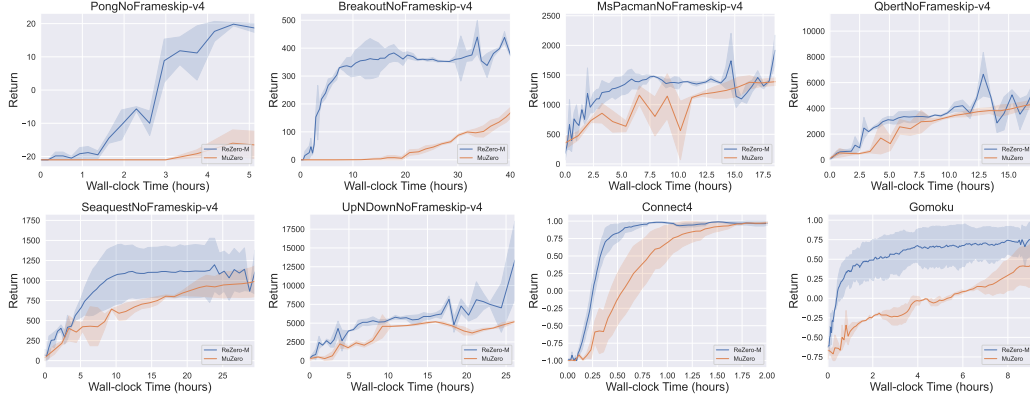 PongNoFrameskip-v4
20
10
0
−10
−20
Return
0
1
2
3
4
5
Wall-clock Time (hours)
ReZero-M
MuZero
BreakoutNoFrameskip-v4
400
300
200
100
0
Return
0
10
20
30
40
Wall-clock Time (hours)
ReZero-M
MuZero
MsPacmanNoFrameskip-v4
2500
2000
1500
1000
500
0
Return
0.0
2.5
5.0
7.5
10.0
12.5
15.0
17.5
Wall-clock Time (hours)
ReZero-M
MuZero
QbertNoFrameskip-v4
10000
8000
6000
4000
2000
0
Return
0.0
2.5
5.0
7.5
10.0
12.5
15.0
Wall-clock Time (hours)
ReZero-M
MuZero
SeaquestNoFrameskip-v4
1750
1500
1250
1000
750
500
250
0
Return
0
10
20
Wall-clock Time (hours)
ReZero-M
MuZero
UpNDownNoFrameskip-v4
17500
15000
12500
10000
7500
5000
2500
0
Return
0
5
10
15
20
25
Wall-clock Time (hours)
ReZero-M
MuZero
Connect4
1.00
0.75
0.50
0.25
0.00
−0.25
−0.50
−0.75
−1.00
Return
0.00
0.25
0.50
0.75
1.00
1.25
1.50
1.75
2.00
Wall-clock Time (hours)
ReZero-M
MuZero
Gomoku
1.00
0.75
0.50
0.25
0.00
−0.25
−0.50
−0.75
Return
0
2
4
6
8
Wall-clock Time (hours)
ReZero-M
MuZero